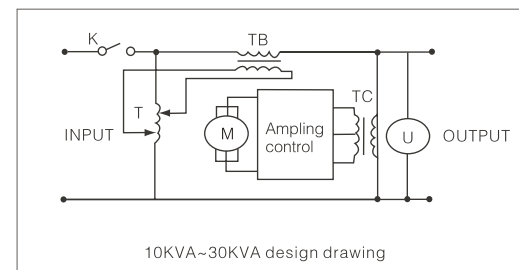 K
TB
T
TC
INPUT
M
Ampling
control
U
OUTPUT
10KVA~30KVA design drawing